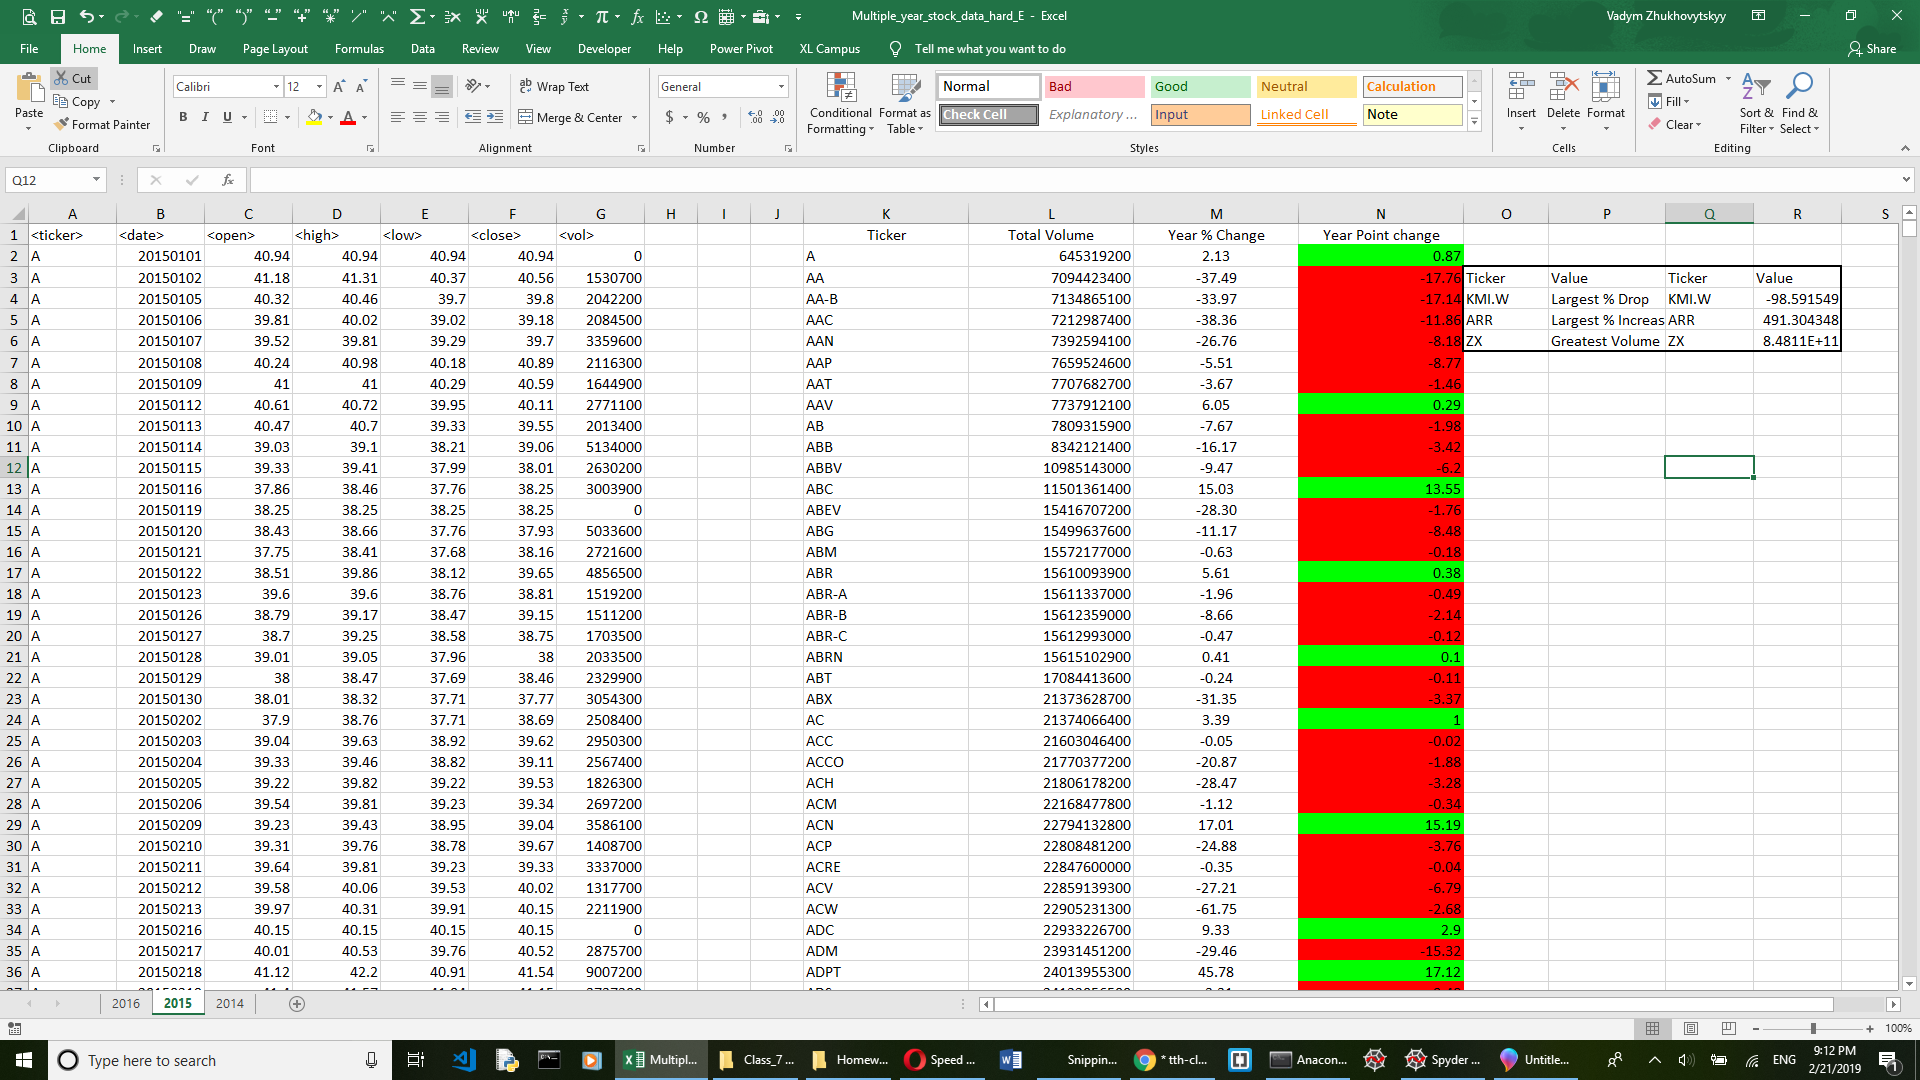 Multiple_year_stock_data_hard_E - Excel
Vadym Zhukhovytskyy
File Home Insert Draw Page Layout Formulas Data Review View Developer Help Power Pivot XL Campus Tell me what you want to do Share
Paste Cut Copy Format Painter
Clipboard
Calibri 12 A A
B I U A
Font
Wrap Text
Merge & Center
Alignment
General
$ % , .00 .0
Number
Conditional Formatting
Format as Table
Normal Bad Good Neutral Calculation
Check Cell Explanatory ... Input Linked Cell Note
Styles
Insert Delete Format
Cells
AutoSum Fill Clear
Sort & Filter Find & Select
Editing
Q12 fx
A B C D E F G H I J K L M N O P Q R S
1 <ticker> <date> <open> <high> <low> <close> <vol> Ticker Total Volume Year % Change Year Point change
2 A 20150101 40.94 40.94 40.94 40.94 0 A 645319200 2.13 0.87
3 A 20150102 41.18 41.31 40.37 40.56 1530700 AA 7094423400 -37.49 -17.76 Ticker Value Ticker Value
4 A 20150105 40.32 40.46 39.7 39.8 2042200 AA-B 7134865100 -33.97 -17.14 KMI.W Largest % Drop KMI.W -98.591549
5 A 20150106 39.81 40.02 39.02 39.18 2084500 AAC 7212987400 -38.36 -11.86 ARR Largest % Increas ARR 491.304348
6 A 20150107 39.52 39.81 39.29 39.7 3359600 AAN 7392594100 -26.76 -8.18 ZX Greatest Volume ZX 8.4811E+11
7 A 20150108 40.24 40.98 40.18 40.89 2116300 AAP 7659524600 -5.51 -8.77
8 A 20150109 41 41 40.29 40.59 1644900 AAT 7707682700 -3.67 -1.46
9 A 20150112 40.61 40.72 39.95 40.11 2771100 AAV 7737912100 6.05 0.29
10 A 20150113 40.47 40.7 39.33 39.55 2013400 AB 7809315900 -7.67 -1.98
11 A 20150114 39.03 39.1 38.21 39.06 5134000 ABB 8342121400 -16.17 -3.42
12 A 20150115 39.33 39.41 37.99 38.01 2630200 ABBV 10985143000 -9.47 -6.2
13 A 20150116 37.86 38.46 37.76 38.25 3003900 ABC 11501361400 15.03 13.55
14 A 20150119 38.25 38.25 38.25 38.25 0 ABEV 15416707200 -28.30 -1.76
15 A 20150120 38.43 38.66 37.76 37.93 5033600 ABG 15499637600 -11.17 -8.48
16 A 20150121 37.75 38.41 37.68 38.16 2721600 ABM 15572177000 -0.63 -0.18
17 A 20150122 38.51 39.86 38.12 39.65 4856500 ABR 15610093900 5.61 0.38
18 A 20150123 39.6 39.6 38.76 38.81 1519200 ABR-A 15611337000 -1.96 -0.49
19 A 20150126 38.79 39.17 38.47 39.15 1511200 ABR-B 15612359000 -8.66 -2.14
20 A 20150127 38.7 39.25 38.58 38.75 1703500 ABR-C 15612993000 -0.47 -0.12
21 A 20150128 39.01 39.05 37.96 38 2033500 ABRN 15615102900 0.41 0.1
22 A 20150129 38 38.47 37.69 38.46 2329900 ABT 17084413600 -0.24 -0.11
23 A 20150130 38.01 38.32 37.71 37.77 3054300 ABX 21373628700 -31.35 -3.37
24 A 20150202 37.9 38.76 37.71 38.69 2508400 AC 21374066400 3.39 1
25 A 20150203 39.04 39.63 38.92 39.62 2950300 ACC 21603046400 -0.05 -0.02
26 A 20150204 39.33 39.46 38.82 39.11 2567400 ACCO 21770377200 -20.87 -1.88
27 A 20150205 39.22 39.82 39.22 39.53 1826300 ACH 21806178200 -28.47 -3.28
28 A 20150206 39.54 39.81 39.23 39.34 2697200 ACM 22168477800 -1.12 -0.34
29 A 20150209 39.23 39.43 38.95 39.04 3586100 ACN 22794132800 17.01 15.19
30 A 20150210 39.31 39.76 38.78 39.67 1408700 ACP 22808481200 -24.88 -3.76
31 A 20150211 39.64 39.81 39.23 39.33 3337000 ACRE 22847600000 -0.35 -0.04
32 A 20150212 39.58 40.06 39.53 40.02 1317700 ACV 22859139300 -27.21 -6.79
33 A 20150213 39.97 40.31 39.91 40.15 2211900 ACW 22905231300 -61.75 -2.68
34 A 20150216 40.15 40.15 40.15 40.15 0 ADC 22933226700 9.33 2.9
35 A 20150217 40.01 40.53 39.76 40.52 2875700 ADM 23931451200 -29.46 -15.32
36 A 20150218 41.12 42.2 40.91 41.54 9007200 ADPT 24013955300 45.78 17.12
2016 2015 2014
100%
Type here to search Multipl... Class_7 ... Homew... Speed ... Snippin... * tth-cl... Anacon... Spyder ... Untitle... ENG 9:12 PM
2/21/2019 1